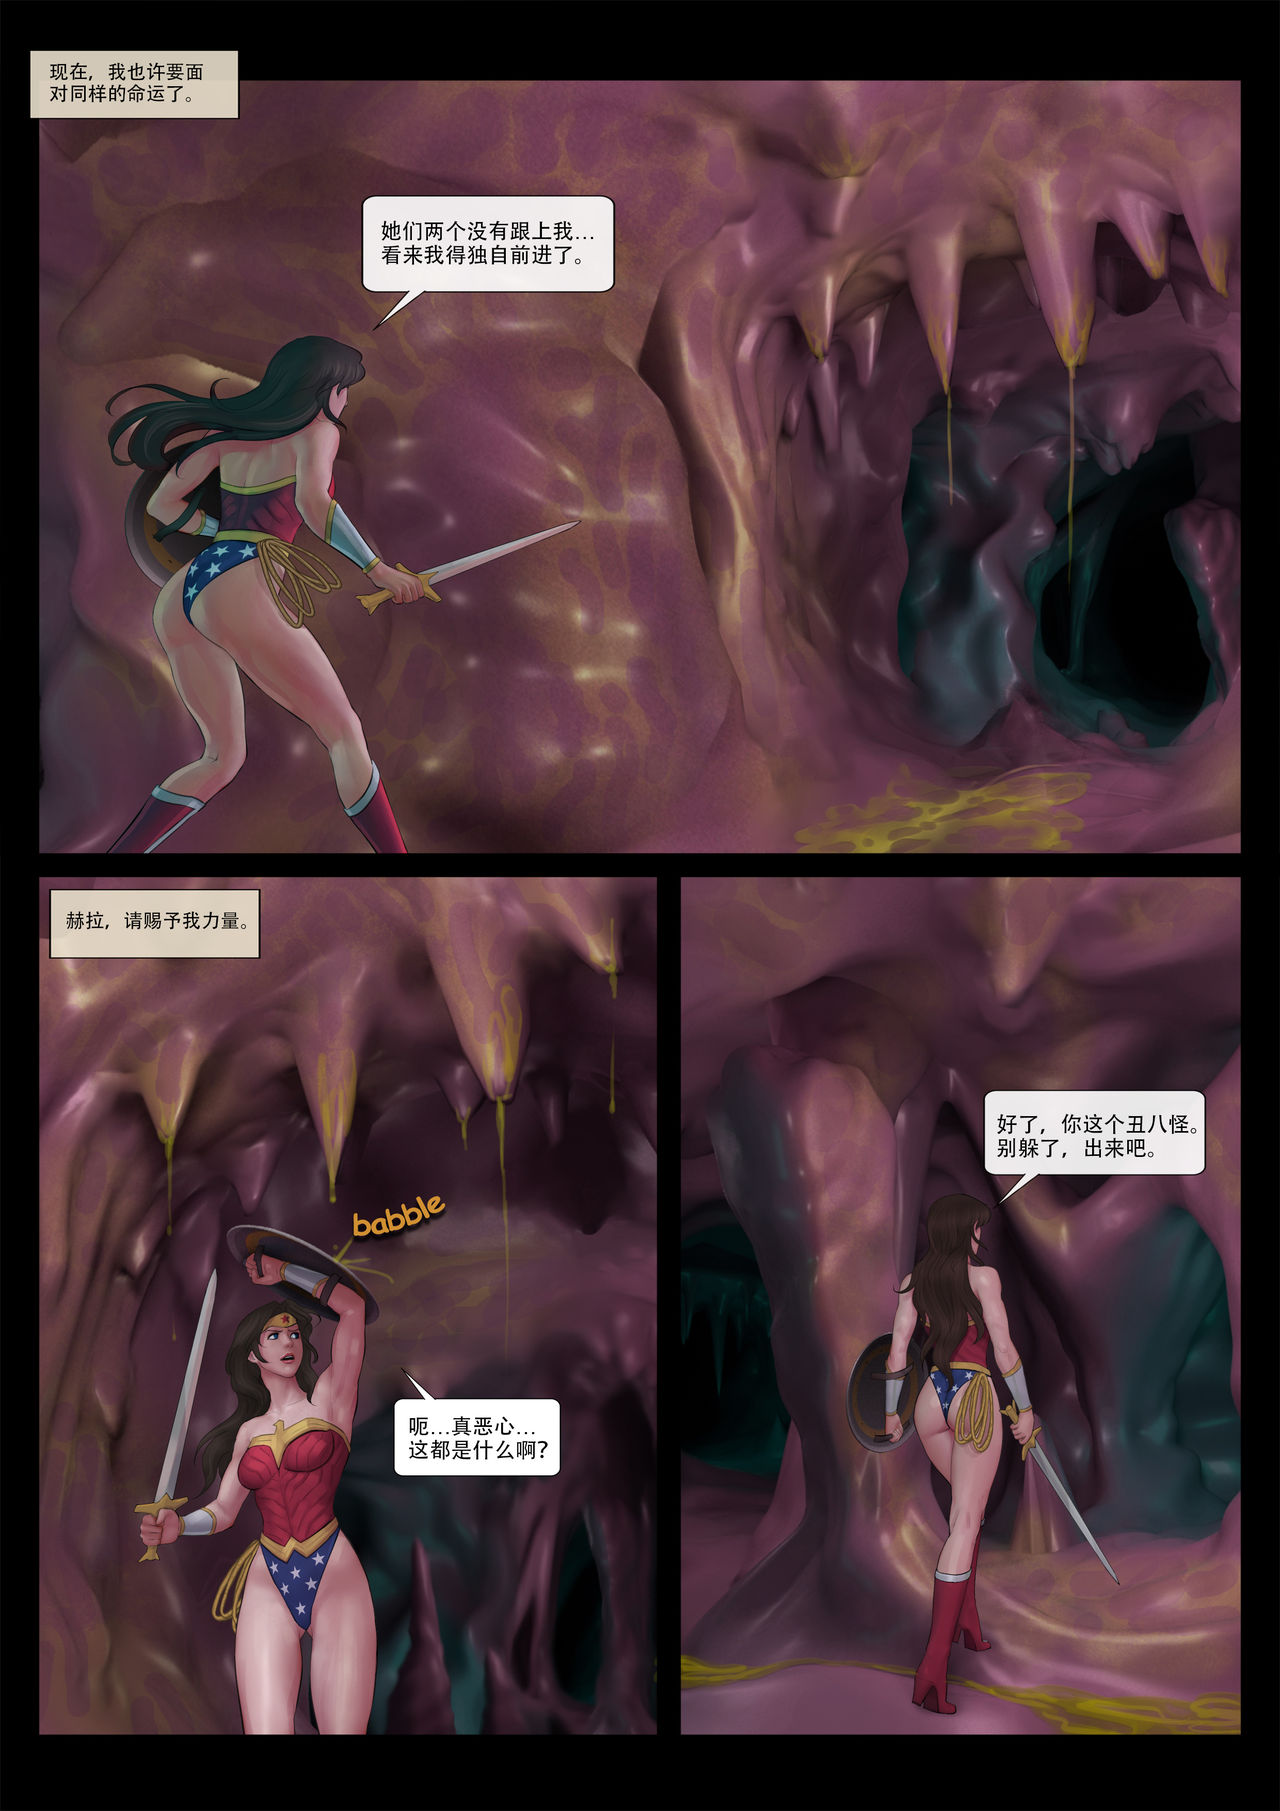 现在，我也许要面
对同样的命运了。
她们两个没有跟上我...
看来我得独自前进了。
赫拉，请赐予我力量。
babble
呃...真恶心...
这都是什么啊？
好了，你这个丑八怪。
别躲了，出来吧。